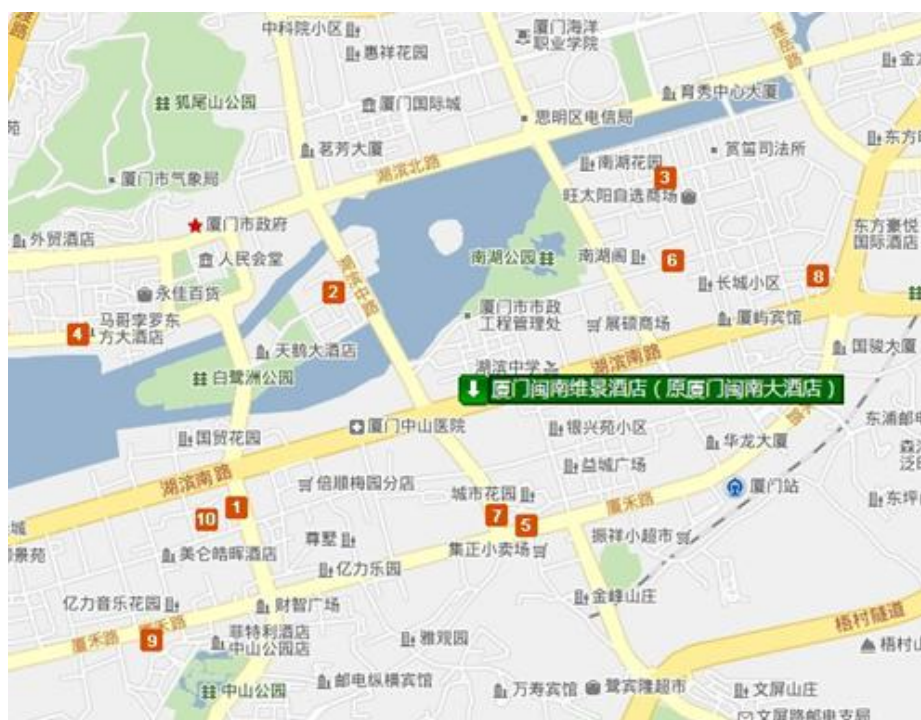 中科院小区
惠祥花园
厦门海洋
职业学院
莲岳路
狐尾山公园
厦门国际城
育秀中心大厦
思明区电信局
茗芳大厦
湖滨北路
南湖花园
筼筜司法所
厦门市气象局
3
旺太阳自选商场
厦门市政府
外贸酒店
东方豪悦
国际酒店
人民会堂
南湖公园
南湖阁
6
8
长城小区
永佳百货
2
湖滨中路
马哥孛罗东
方大酒店
4
厦门市市政
工程管理处
展硕商场
厦屿宾馆
天鹅大酒店
国骏大厦
湖滨中学
湖滨南路
白鹭洲公园
厦门闽南维景酒店（原厦门闽南大酒店）
国贸花园
厦门中山医院
银兴苑小区
华龙大厦
东浦邮电
益城广场
湖滨南路
倍顺梅园分店
城市花园
厦禾路
厦门站
1
10
7
5
尊墅
集正小卖场
振祥小超市
美仑皓晖酒店
亿力乐园
金峰山庄
亿力音乐花园
财智广场
梧村隧道
厦禾路
9
菲特利酒店
中山公园店
雅观园
中山公园
邮电纵横宾馆
万寿宾馆
鹭宾隆超市
文屏山庄
文屏路邮电支局